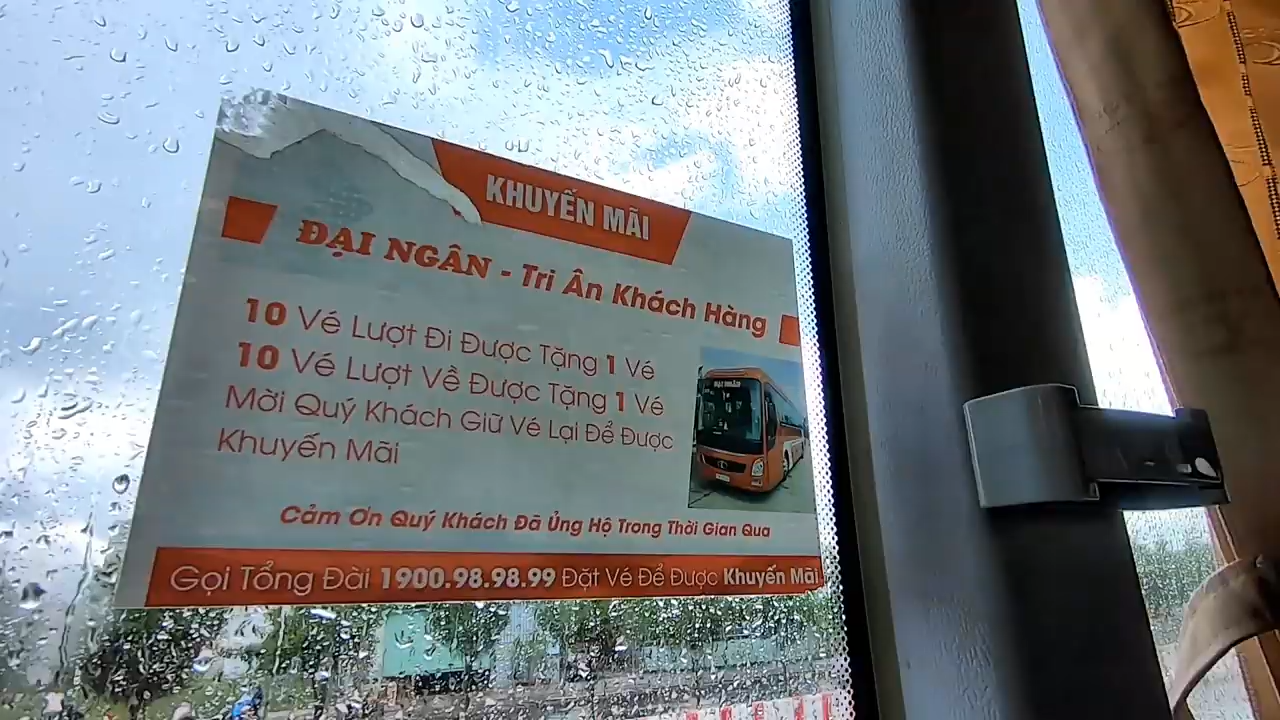 KHUYẾN MÃI
ĐẠI NGÂN - Tri Ân Khách Hàng
10 Vé Lượt Đi Được Tặng 1 Vé
10 Vé Lượt Về Được Tặng 1 Vé
Mời Quý Khách Giữ Vé Lại Để Được
Khuyến Mãi
ĐẠI NGÂN
Cảm Ơn Quý Khách Đã Ủng Hộ Trong Thời Gian Qua
Gọi Tổng Đài 1900.98.98.99 Đặt Vé Để Được Khuyến Mãi